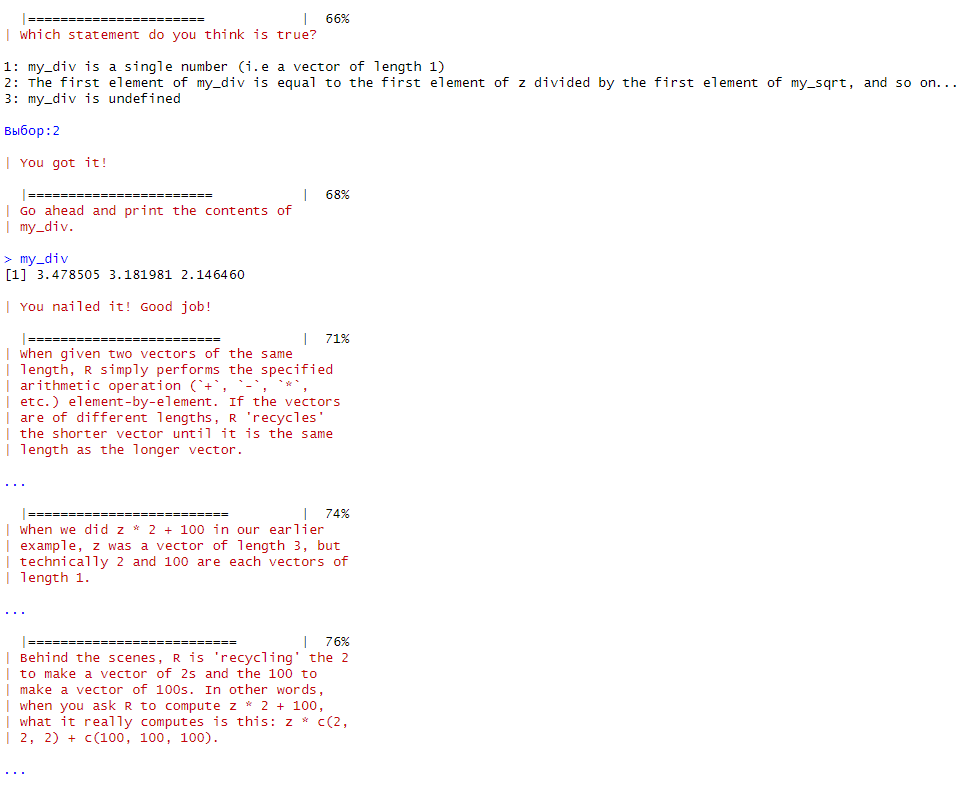 |======================            |  66%
| Which statement do you think is true?
1: my_div is a single number (i.e a vector of length 1)
2: The first element of my_div is equal to the first element of z divided by the first element of my_sqrt, and so on...
3: my_div is undefined
Выбор:2
| You got it!
|=======================           |  68%
| Go ahead and print the contents of
| my_div.
> my_div
[1] 3.478505 3.181981 2.146460
| You nailed it! Good job!
|========================          |  71%
| When given two vectors of the same
| length, R simply performs the specified
| arithmetic operation (`+`, `-`, `*`,
| etc.) element-by-element. If the vectors
| are of different lengths, R 'recycles'
| the shorter vector until it is the same
| length as the longer vector.
...
|=========================         |  74%
| When we did z * 2 + 100 in our earlier
| example, z was a vector of length 3, but
| technically 2 and 100 are each vectors of
| length 1.
...
|==========================        |  76%
| Behind the scenes, R is 'recycling' the 2
| to make a vector of 2s and the 100 to
| make a vector of 100s. In other words,
| when you ask R to compute z * 2 + 100,
| what it really computes is this: z * c(2,
| 2, 2) + c(100, 100, 100).
...